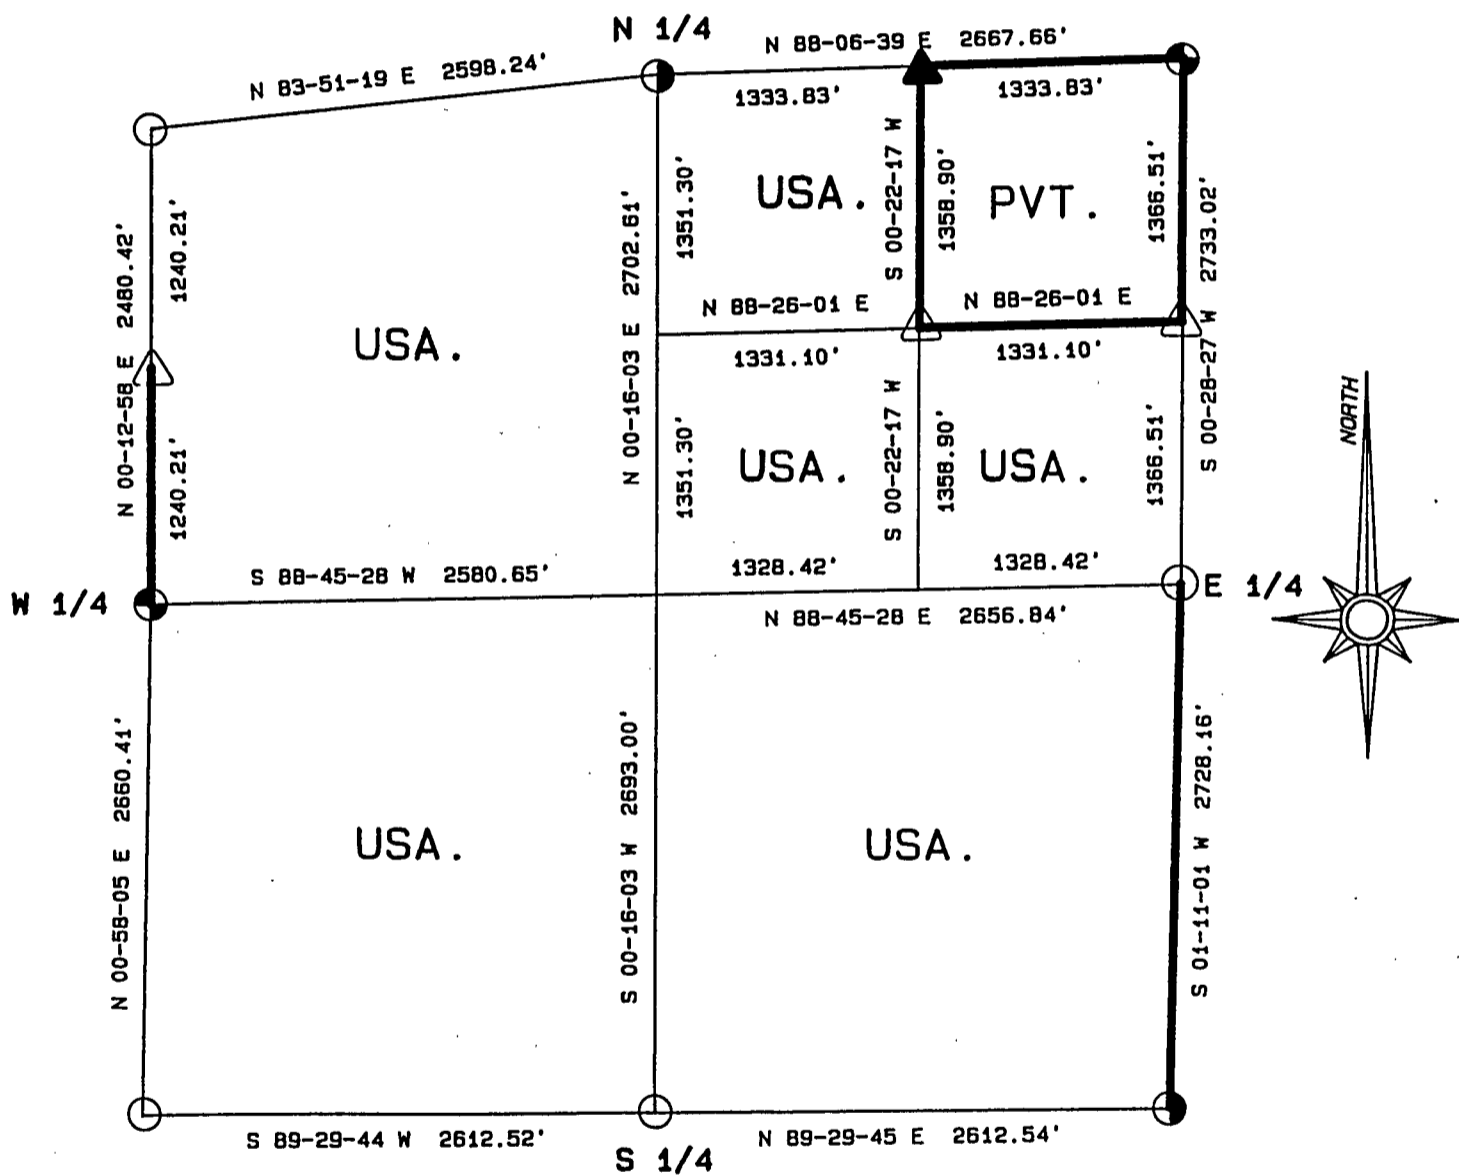 N 1/4
N 88-06-39 E 2667.66'
N 83-51-19 E 2598.24'
1333.83'
1333.83'
S 00-22-17 W
1358.90'
1366.51'
S 00-28-27 W 2733.02'
USA.
PVT.
1351.30'
N 00-16-03 E 2702.61'
1240.21'
N 00-12-58 E 2480.42'
N 88-26-01 E
N 88-26-01 E
USA.
1331.10'
1331.10'
NORTH
1240.21'
1351.30'
USA.
S 00-22-17 W
1358.90'
USA.
1366.51'
S 88-45-28 W 2580.65'
1328.42'
1328.42'
W 1/4
E 1/4
N 88-45-28 E 2656.84'
N 00-58-05 E 2660.41'
S 00-16-03 W 2693.00'
S 01-11-01 W 2728.16'
USA.
USA.
S 89-29-44 W 2612.52'
N 89-29-45 E 2612.54'
S 1/4